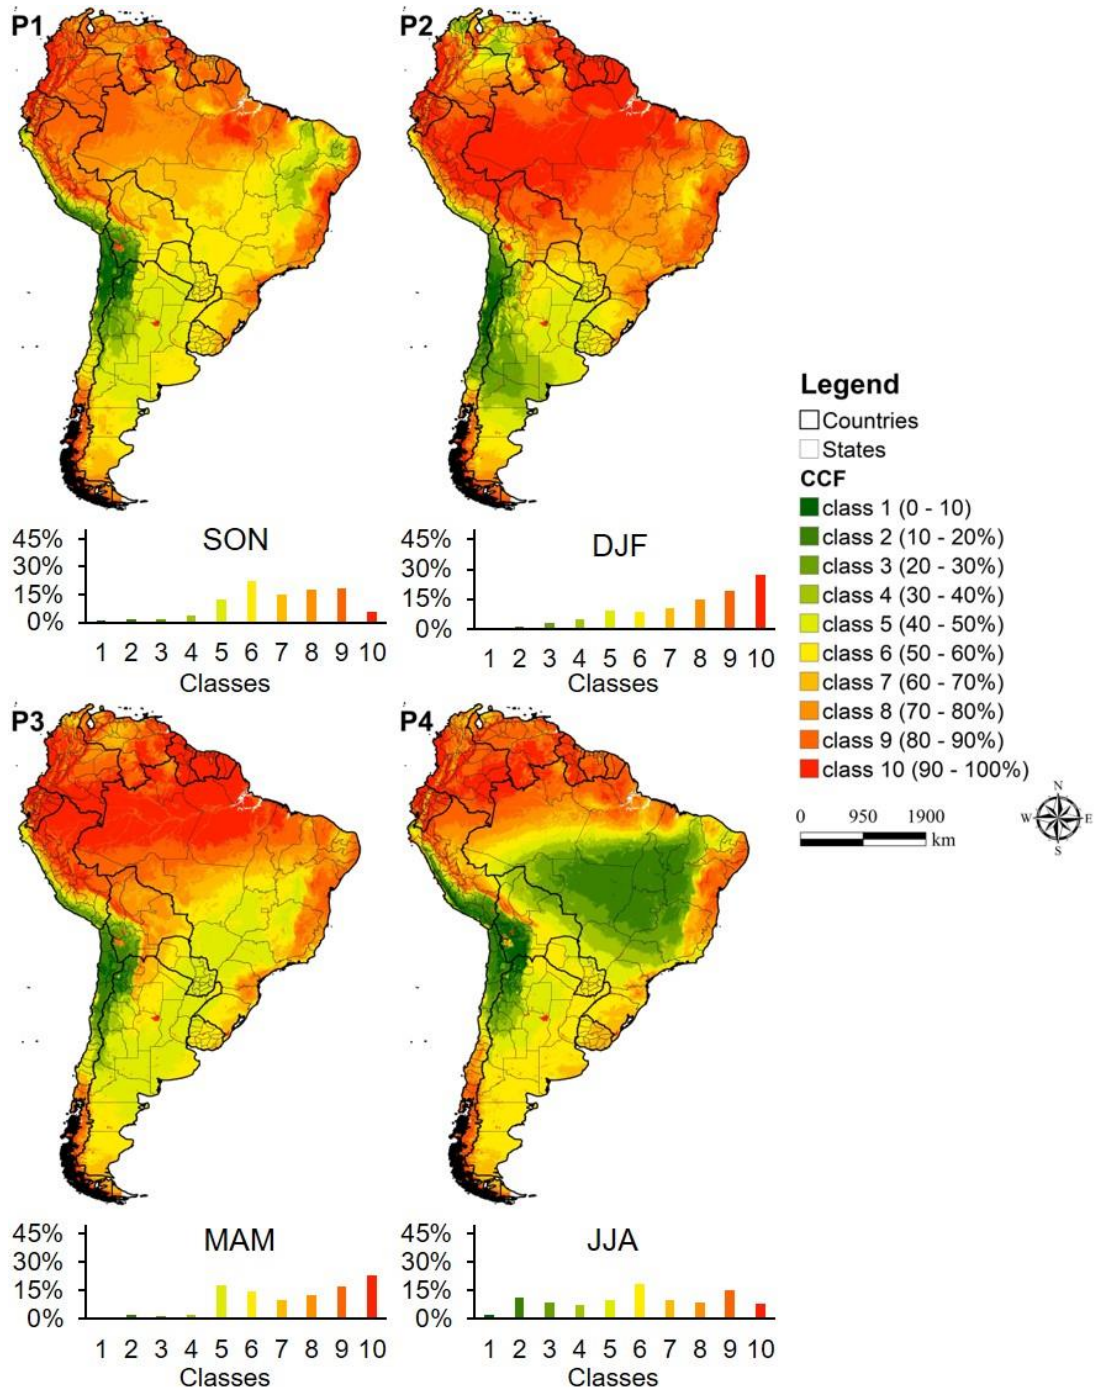 P1
P2
45%
30%
15%
0%
SON
1 2 3 4 5 6 7 8 9 10
Classes
45%
30%
15%
0%
DJF
1 2 3 4 5 6 7 8 9 10
Classes
Legend
Countries
States
CCF
class 1 (0 - 10)
class 2 (10 - 20%)
class 3 (20 - 30%)
class 4 (30 - 40%)
class 5 (40 - 50%)
class 6 (50 - 60%)
class 7 (60 - 70%)
class 8 (70 - 80%)
class 9 (80 - 90%)
class 10 (90 - 100%)
0 950 1900
km
N
W E
S
P3
P4
45%
30%
15%
0%
MAM
1 2 3 4 5 6 7 8 9 10
Classes
45%
30%
15%
0%
JJA
1 2 3 4 5 6 7 8 9 10
Classes